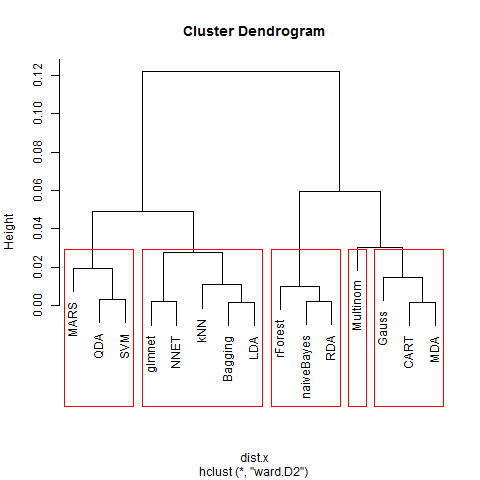 Cluster Dendrogram
Height
0.00 0.02 0.04 0.06 0.08 0.10 0.12
MARS
QDA
SVM
glmnet
NNET
kNN
Bagging
LDA
rForest
naiveBayes
RDA
Multinom
Gauss
CART
MDA
dist.x
hclust (*, "ward.D2")